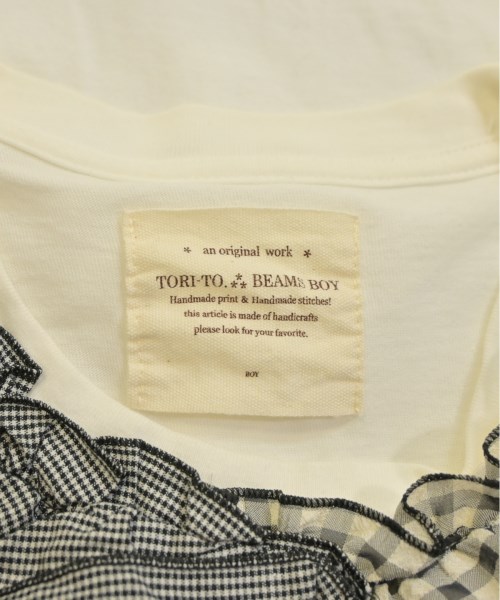 * an original work *
TORI-TO. ⁂ BEAMS BOY
Handmade print & Handmade stitches!
this article is made of handicrafts
please look for your favorite.
BOY